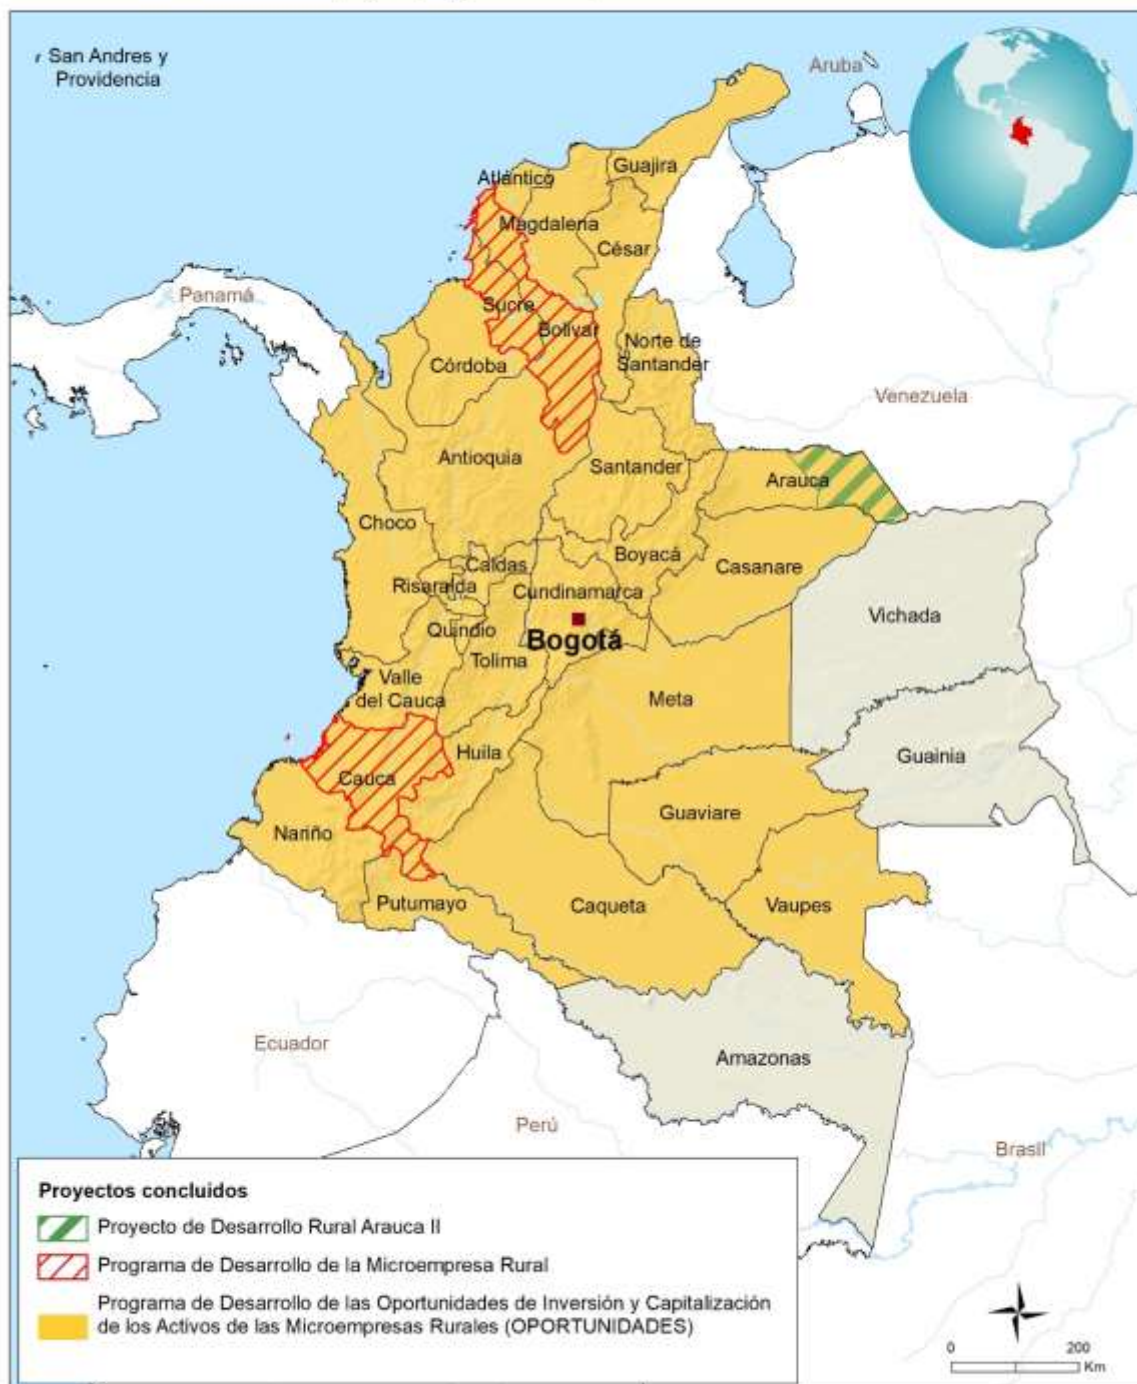 San Andres y
Providencia
Aruba
Guajira
Atlántico
Magdalena
César
Panamá
Sucre
Bolívar
Norte de
Santander
Córdoba
Venezuela
Antioquia
Santander
Arauca
Choco
Boyacá
Caldas
Casanare
Risaralda
Cundinamarca
Vichada
Quindio
Bogotá
Tolima
Valle
del Cauca
Meta
Huila
Guainia
Cauca
Guaviare
Nariño
Putumayo
Caqueta
Vaupes
Ecuador
Amazonas
Perú
Brasil
Proyectos concluidos
Proyecto de Desarrollo Rural Arauca II
Programa de Desarrollo de la Microempresa Rural
Programa de Desarrollo de las Oportunidades de Inversión y Capitalización
de los Activos de las Microempresas Rurales (OPORTUNIDADES)
0 200
Km